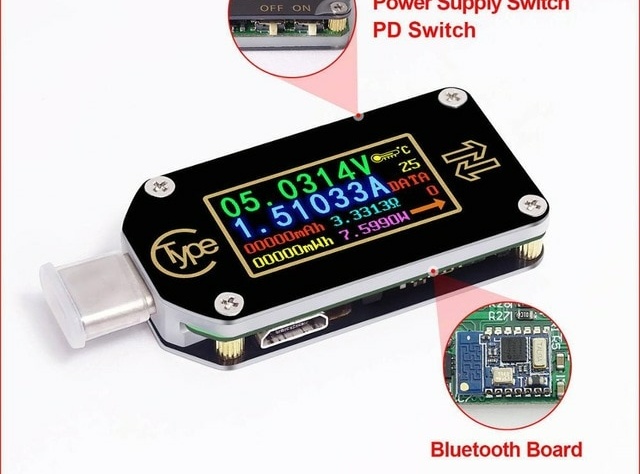 OFF ON
Power Supply Switch
PD Switch
05.0314V
°C
25
1.51033A
DATA
0
00000mAh 3.3313Ω
00000mWh 7.5990W
Type C
R28
R271
Bluetooth Board